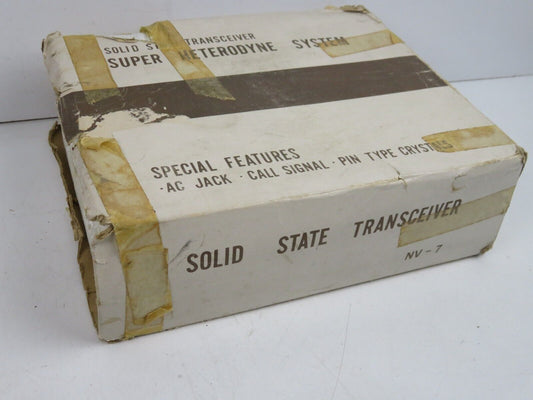 SOLID STATE TRANSCEIVER
SUPER HETERODYNE SYSTEM
SPECIAL FEATURES
·AC JACK · CALL SIGNAL · PIN TYPE CRYSTALS
SOLID STATE TRANSCEIVER
NV-7